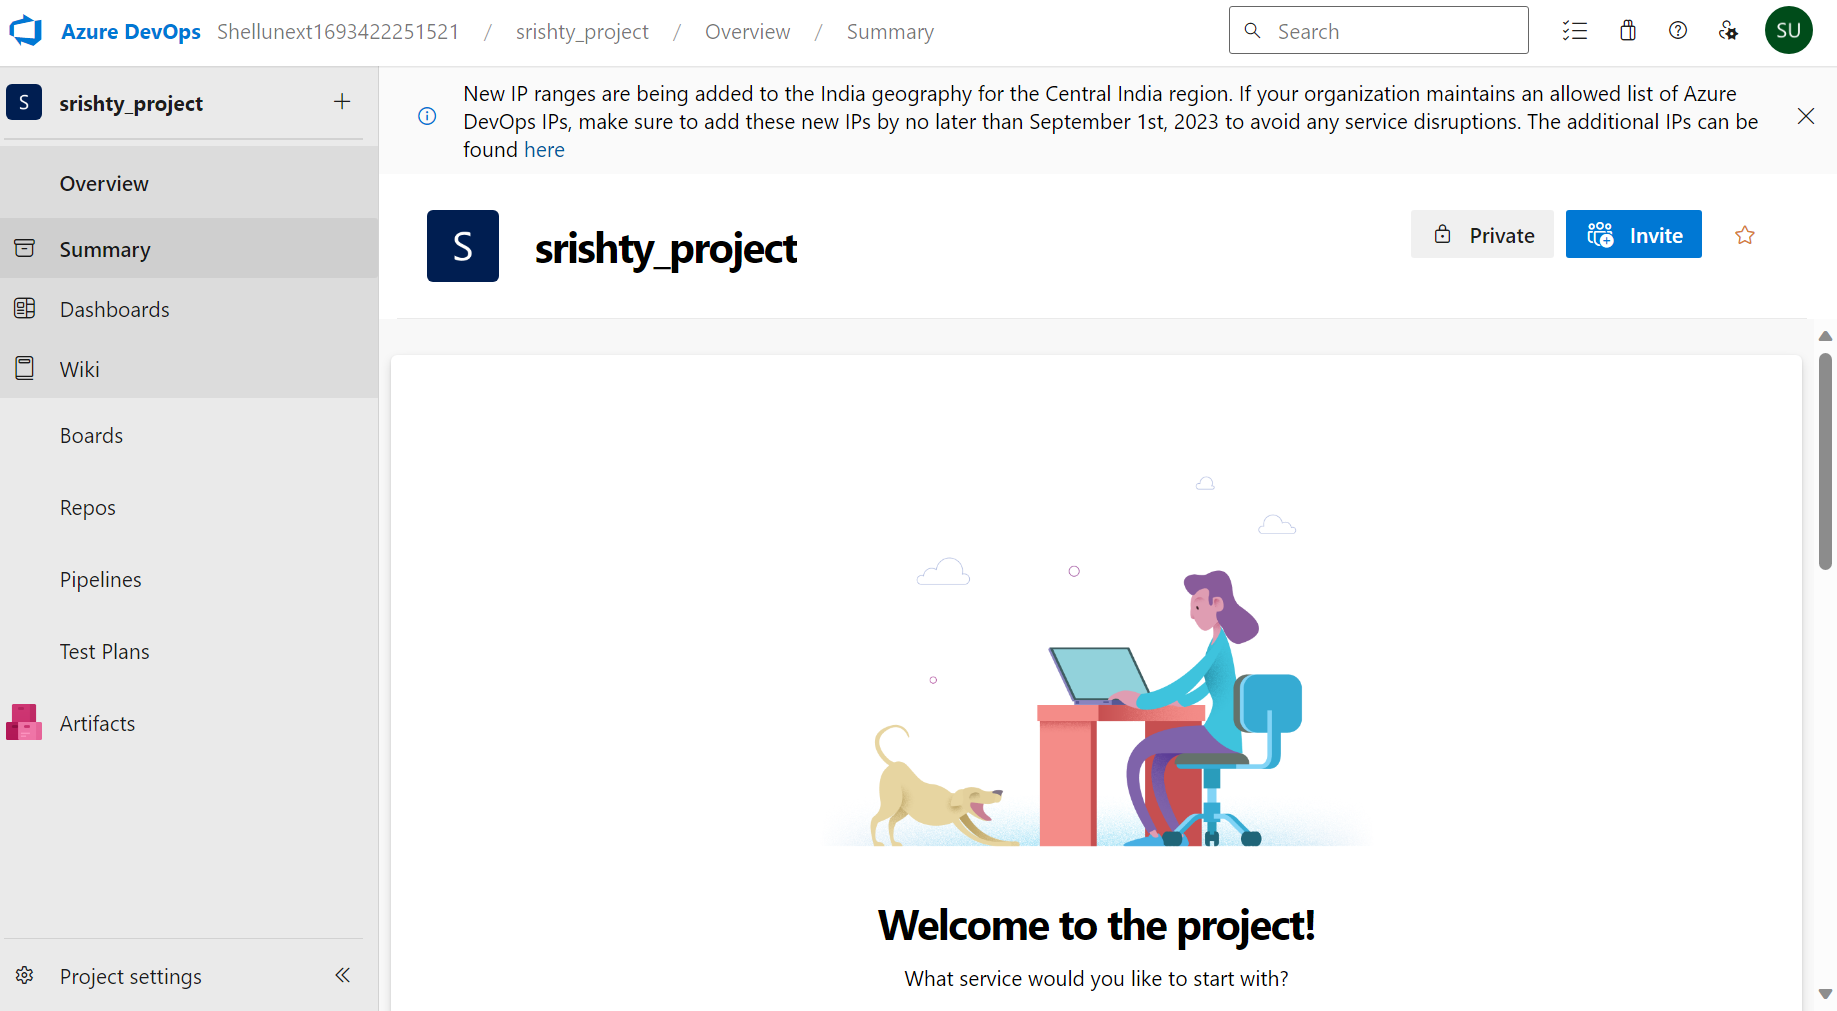 Azure DevOps Shellunext1693422251521 / srishty_project / Overview / Summary Search SU
S srishty_project +
New IP ranges are being added to the India geography for the Central India region. If your organization maintains an allowed list of Azure
DevOps IPs, make sure to add these new IPs by no later than September 1st, 2023 to avoid any service disruptions. The additional IPs can be
found here
Overview
Summary
Dashboards
Wiki
Boards
Repos
Pipelines
Test Plans
Artifacts
Project settings
S srishty_project
Private
Invite
Welcome to the project!
What service would you like to start with?